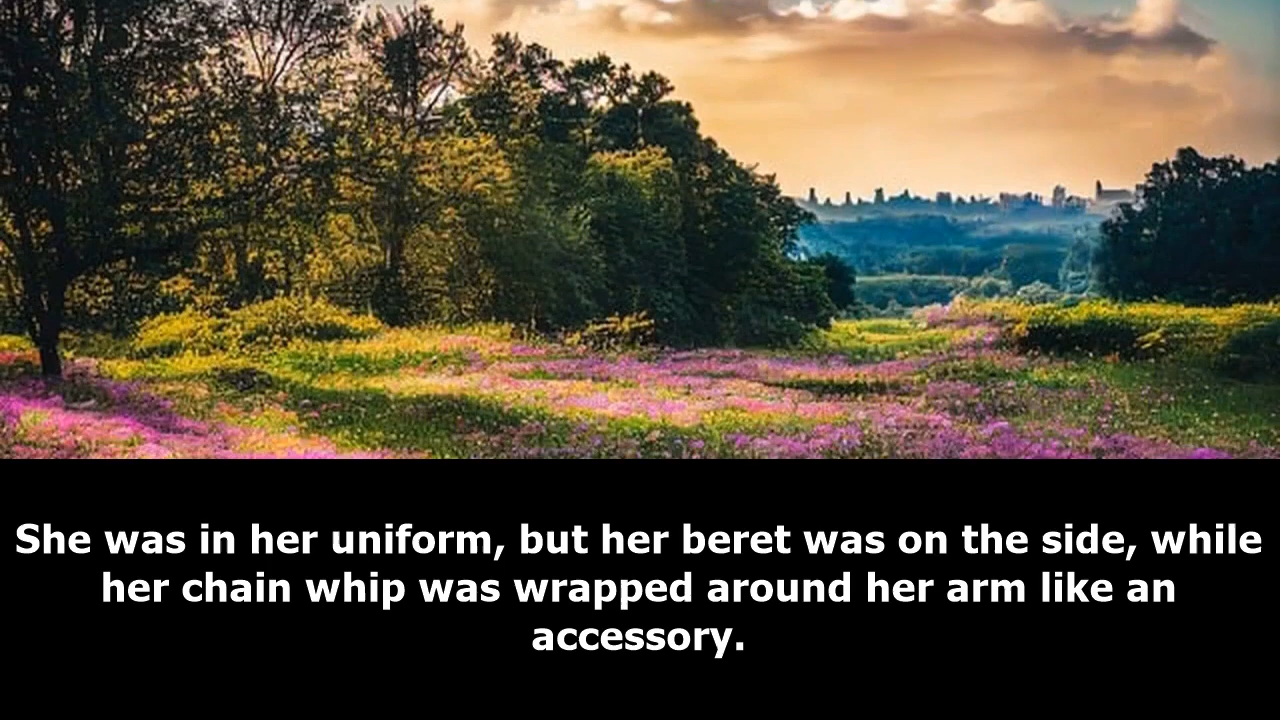 She was in her uniform, but her beret was on the side, while
her chain whip was wrapped around her arm like an
accessory.